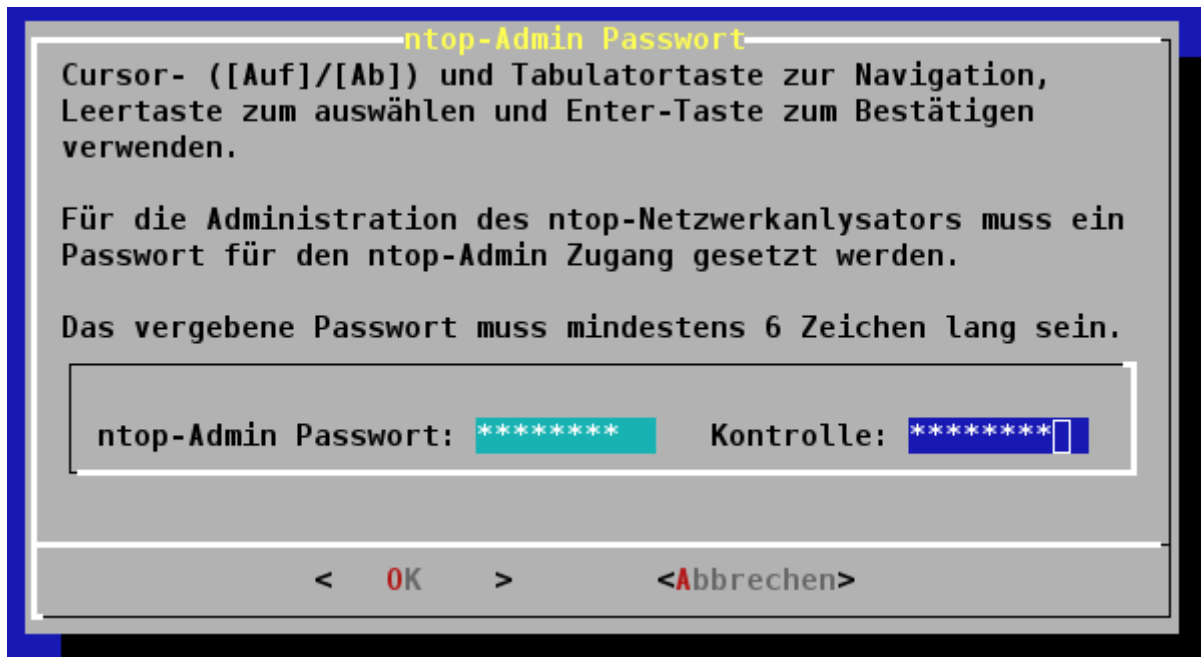 ntop-Admin Passwort
Cursor- ([Auf]/[Ab]) und Tabulatortaste zur Navigation,
Leertaste zum auswählen und Enter-Taste zum Bestätigen
verwenden.
Für die Administration des ntop-Netzwerkanlysators muss ein
Passwort für den ntop-Admin Zugang gesetzt werden.
Das vergebene Passwort muss mindestens 6 Zeichen lang sein.
ntop-Admin Passwort: ******** Kontrolle: ********
< OK > <Abbrechen>